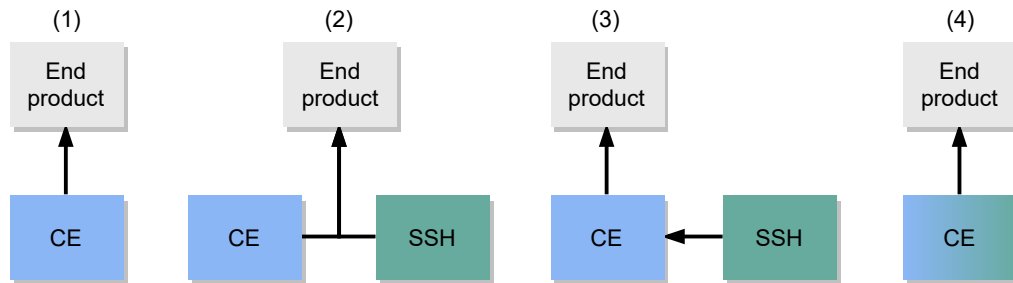 (1)
End
product
CE
(2)
End
product
CE
SSH
(3)
End
product
CE
SSH
(4)
End
product
CE